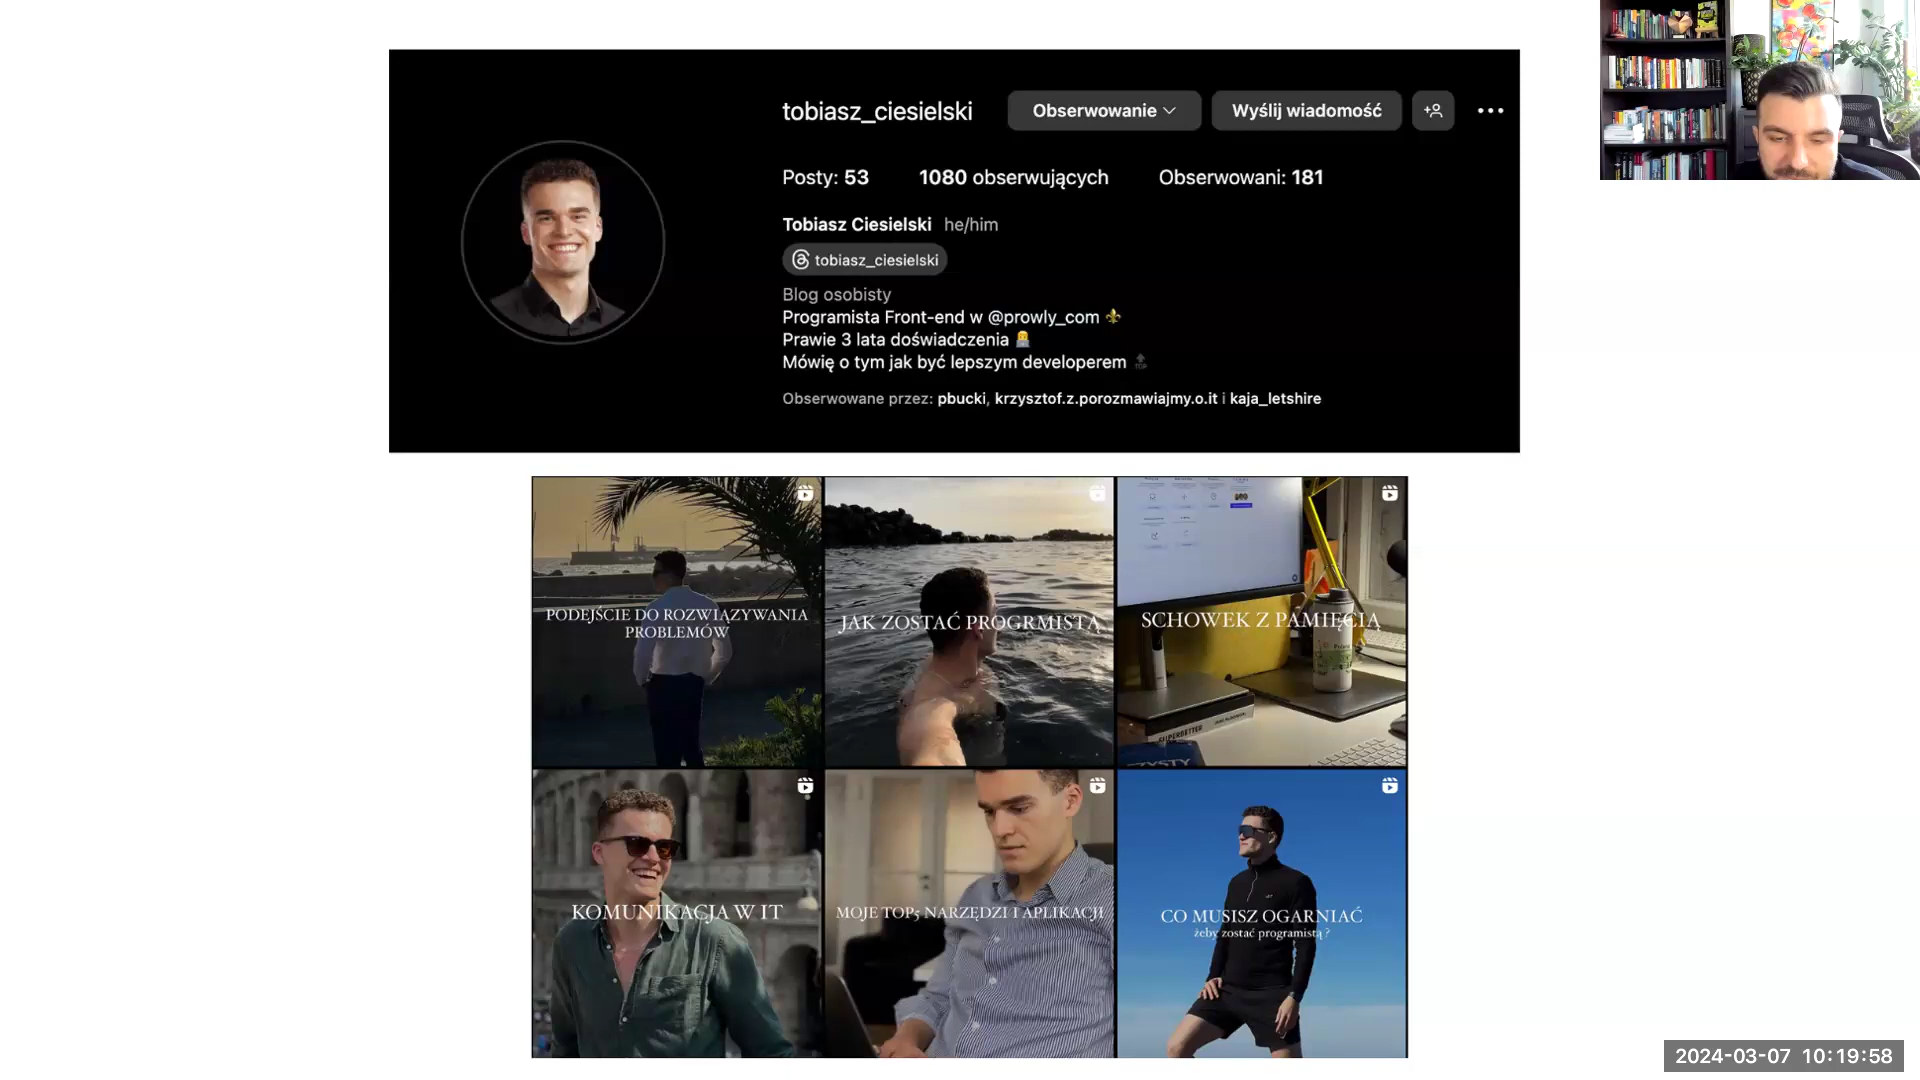 tobiasz_ciesielski Obserwowanie Wyślij wiadomość
Posty: 53 1080 obserwujących Obserwowani: 181
Tobiasz Ciesielski he/him
tobiasz_ciesielski
Blog osobisty
Programista Front-end w @prowly_com
Prawie 3 lata doświadczenia
Mówię o tym jak być lepszym developerem
Obserwowane przez: pbucki, krzysztof.z.porozmawiajmy.o.it i kaja_letshire
PODEJŚCIE DO ROZWIĄZYWANIA
PROBLEMÓW
JAK ZOSTAĆ PROGRMISTĄ
SCHOWEK Z PAMIĘCIĄ
SUPERBETTER
KOMUNIKACJA W IT
MOJE TOP5 NARZĘDZI I APLIKACJI
CO MUSISZ OGARNIAĆ
żeby zostać programistą ?
2024-03-07 10:19:58